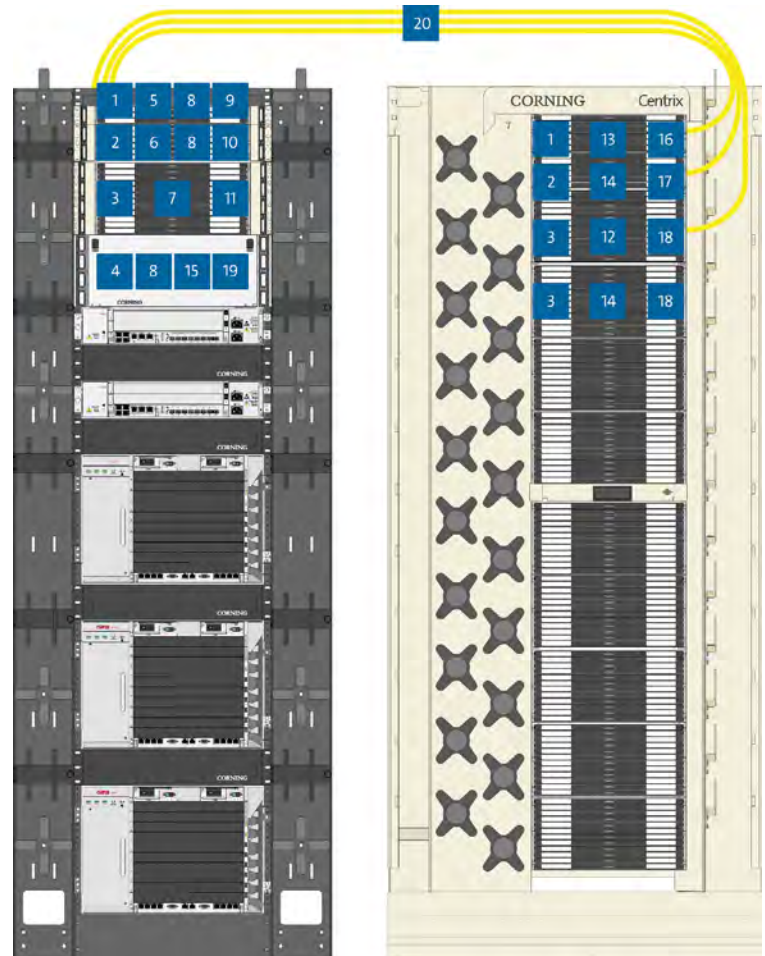 20
1 5 8 9
2 6 8 10
3 7 11
4 8 15 19
CORNING
CORNING
CORNING
CORNING
CORNING
CORNING
CORNING Centrix
1 13 16
2 14 17
3 12 18
3 14 18